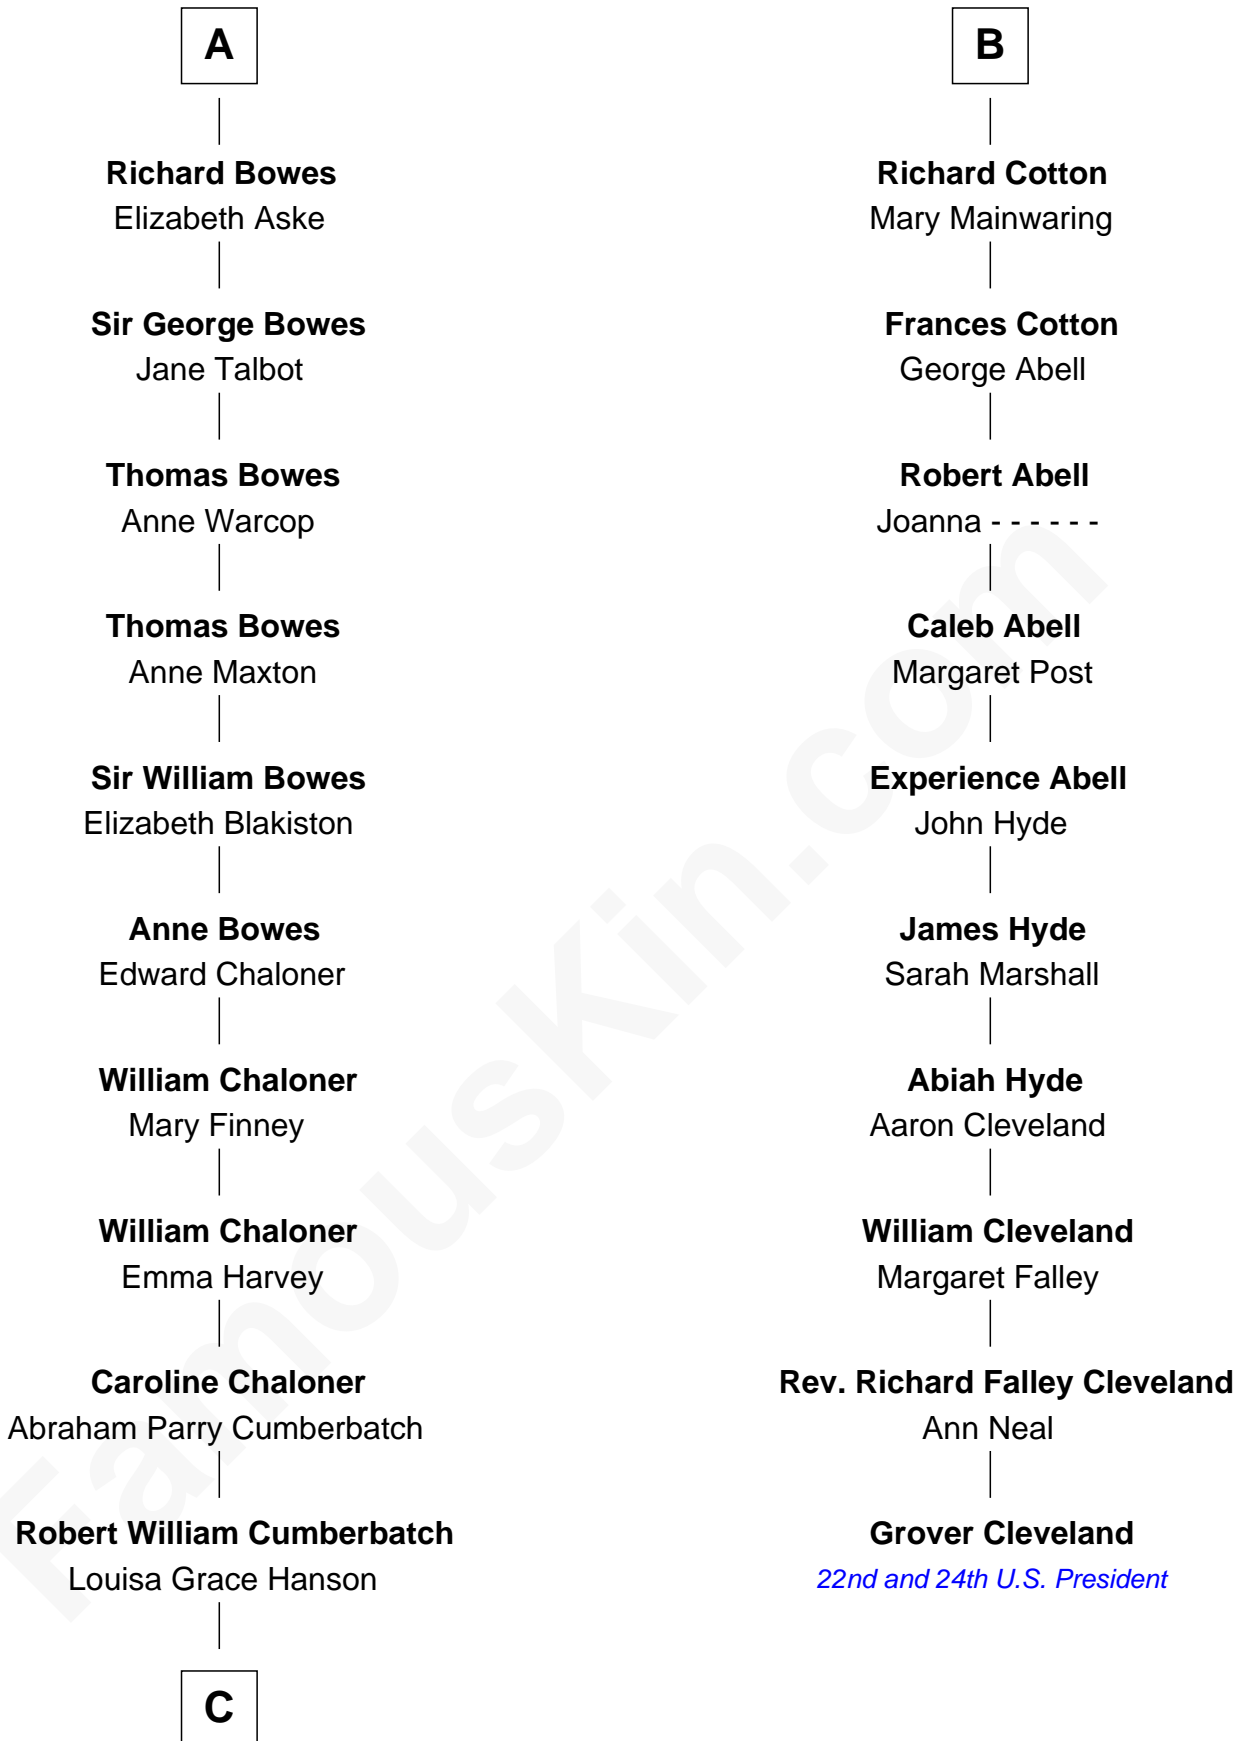 A
Richard Bowes
Elizabeth Aske
Sir George Bowes
Jane Talbot
Thomas Bowes
Anne Warcop
Thomas Bowes
Anne Maxton
Sir William Bowes
Elizabeth Blakiston
Anne Bowes
Edward Chaloner
William Chaloner
Mary Finney
William Chaloner
Emma Harvey
Caroline Chaloner
Abraham Parry Cumberbatch
Robert William Cumberbatch
Louisa Grace Hanson
C
B
Richard Cotton
Mary Mainwaring
Frances Cotton
George Abell
Robert Abell
Joanna - - - - - -
Caleb Abell
Margaret Post
Experience Abell
John Hyde
James Hyde
Sarah Marshall
Abiah Hyde
Aaron Cleveland
William Cleveland
Margaret Falley
Rev. Richard Falley Cleveland
Ann Neal
Grover Cleveland
22nd and 24th U.S. President
FamousKin.com